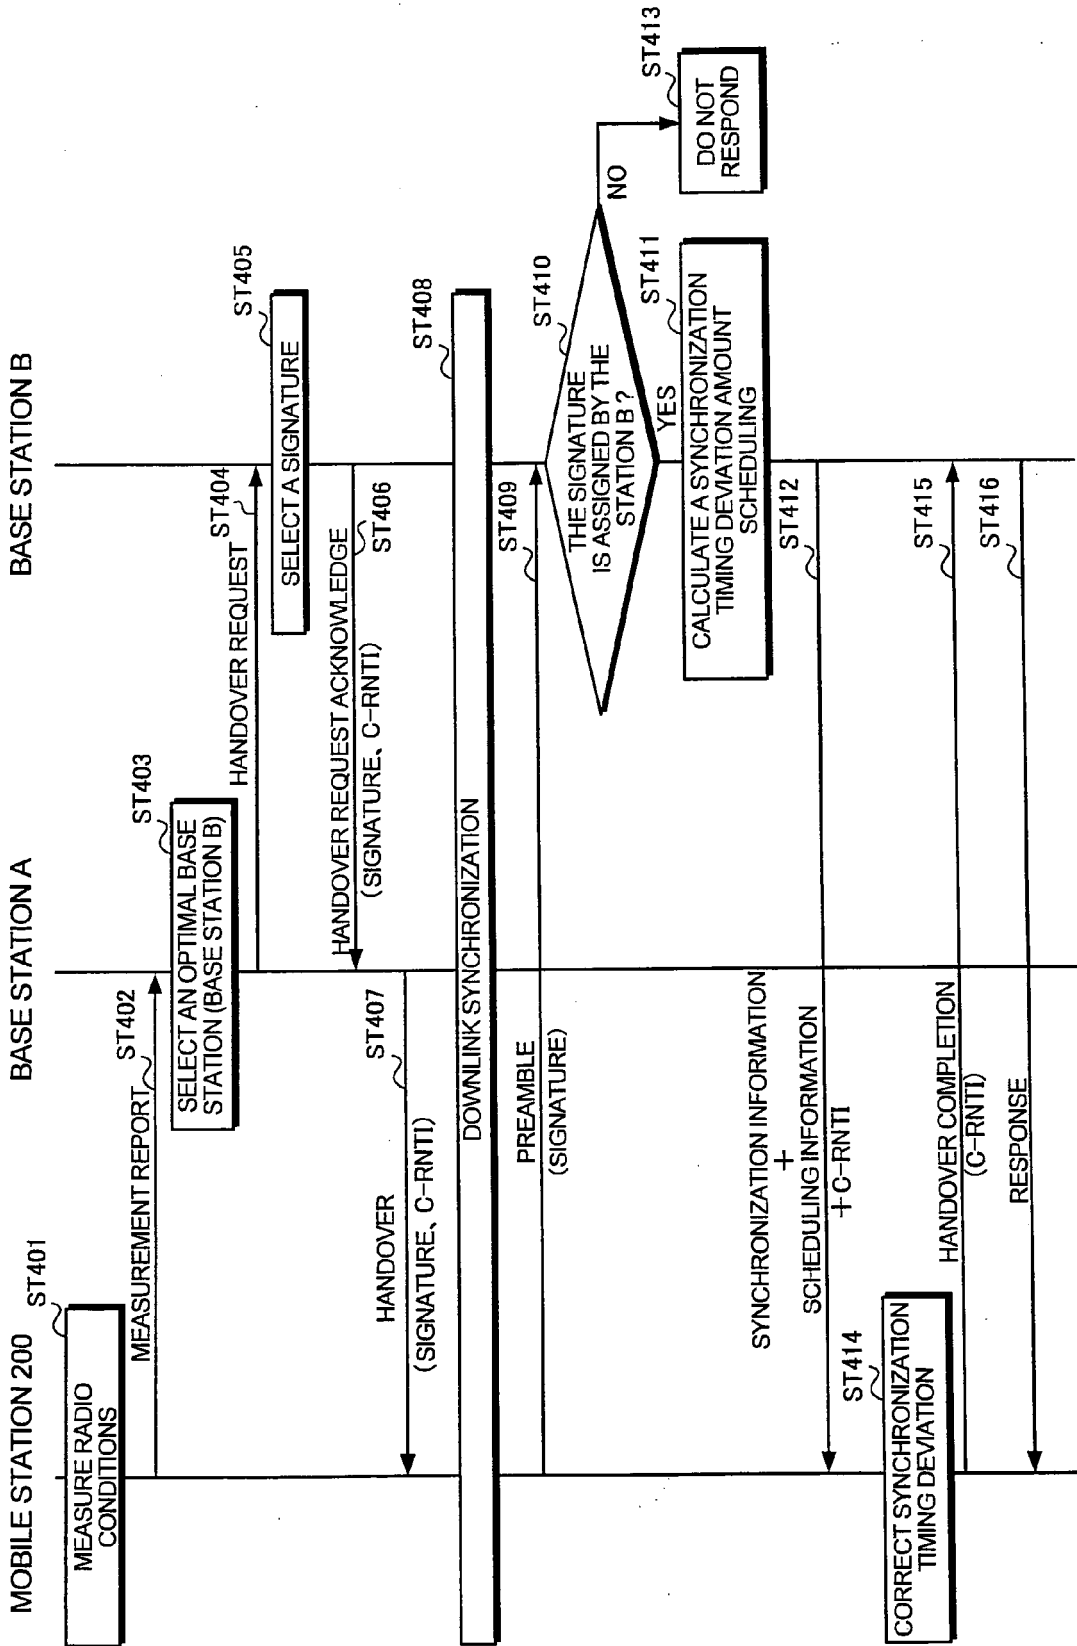 MOBILE STATION 200
BASE STATION A
BASE STATION B
ST401
MEASURE RADIO
CONDITIONS
MEASUREMENT REPORT
ST402
ST403
SELECT AN OPTIMAL BASE
STATION (BASE STATION B)
HANDOVER REQUEST
ST404
ST405
SELECT A SIGNATURE
HANDOVER REQUEST ACKNOWLEDGE
(SIGNATURE、C-RNTI)
ST406
ST407
HANDOVER
(SIGNATURE、C-RNTI)
ST408
DOWNLINK SYNCHRONIZATION
PREAMBLE
(SIGNATURE)
ST409
ST410
THE SIGNATURE
IS ASSIGNED BY THE
STATION B ?
NO
ST413
DO NOT
RESPOND
YES
ST411
CALCULATE A SYNCHRONIZATION
TIMING DEVIATION AMOUNT
SCHEDULING
SYNCHRONIZATION INFORMATION
+
SCHEDULING INFORMATION
+C-RNTI
ST412
ST414
CORRECT SYNCHRONIZATION
TIMING DEVIATION
HANDOVER COMPLETION
(C-RNTI)
ST415
RESPONSE
ST416